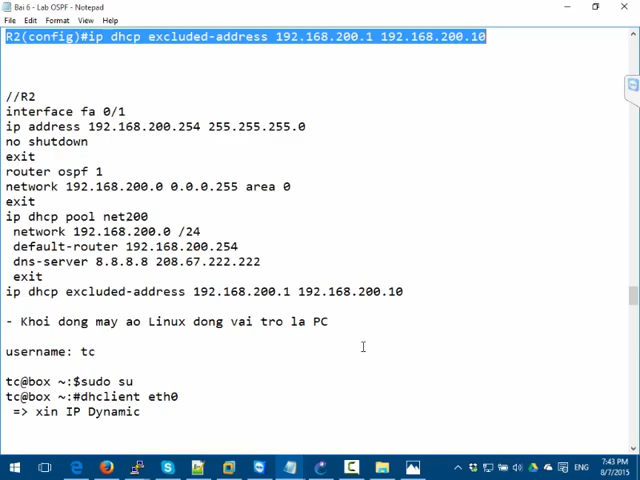 Bai 6 - Lab OSPF - Notepad
File Edit Format View Help
R2(config)#ip dhcp excluded-address 192.168.200.1 192.168.200.10
//R2
interface fa 0/1
ip address 192.168.200.254 255.255.255.0
no shutdown
exit
router ospf 1
network 192.168.200.0 0.0.0.255 area 0
exit
ip dhcp pool net200
network 192.168.200.0 /24
default-router 192.168.200.254
dns-server 8.8.8.8 208.67.222.222
exit
ip dhcp excluded-address 192.168.200.1 192.168.200.10
- Khoi dong may ao Linux dong vai tro la PC
username: tc
tc@box ~:$sudo su
tc@box ~:#dhclient eth0
=> xin IP Dynamic
ENG
7:43 PM
8/7/2015